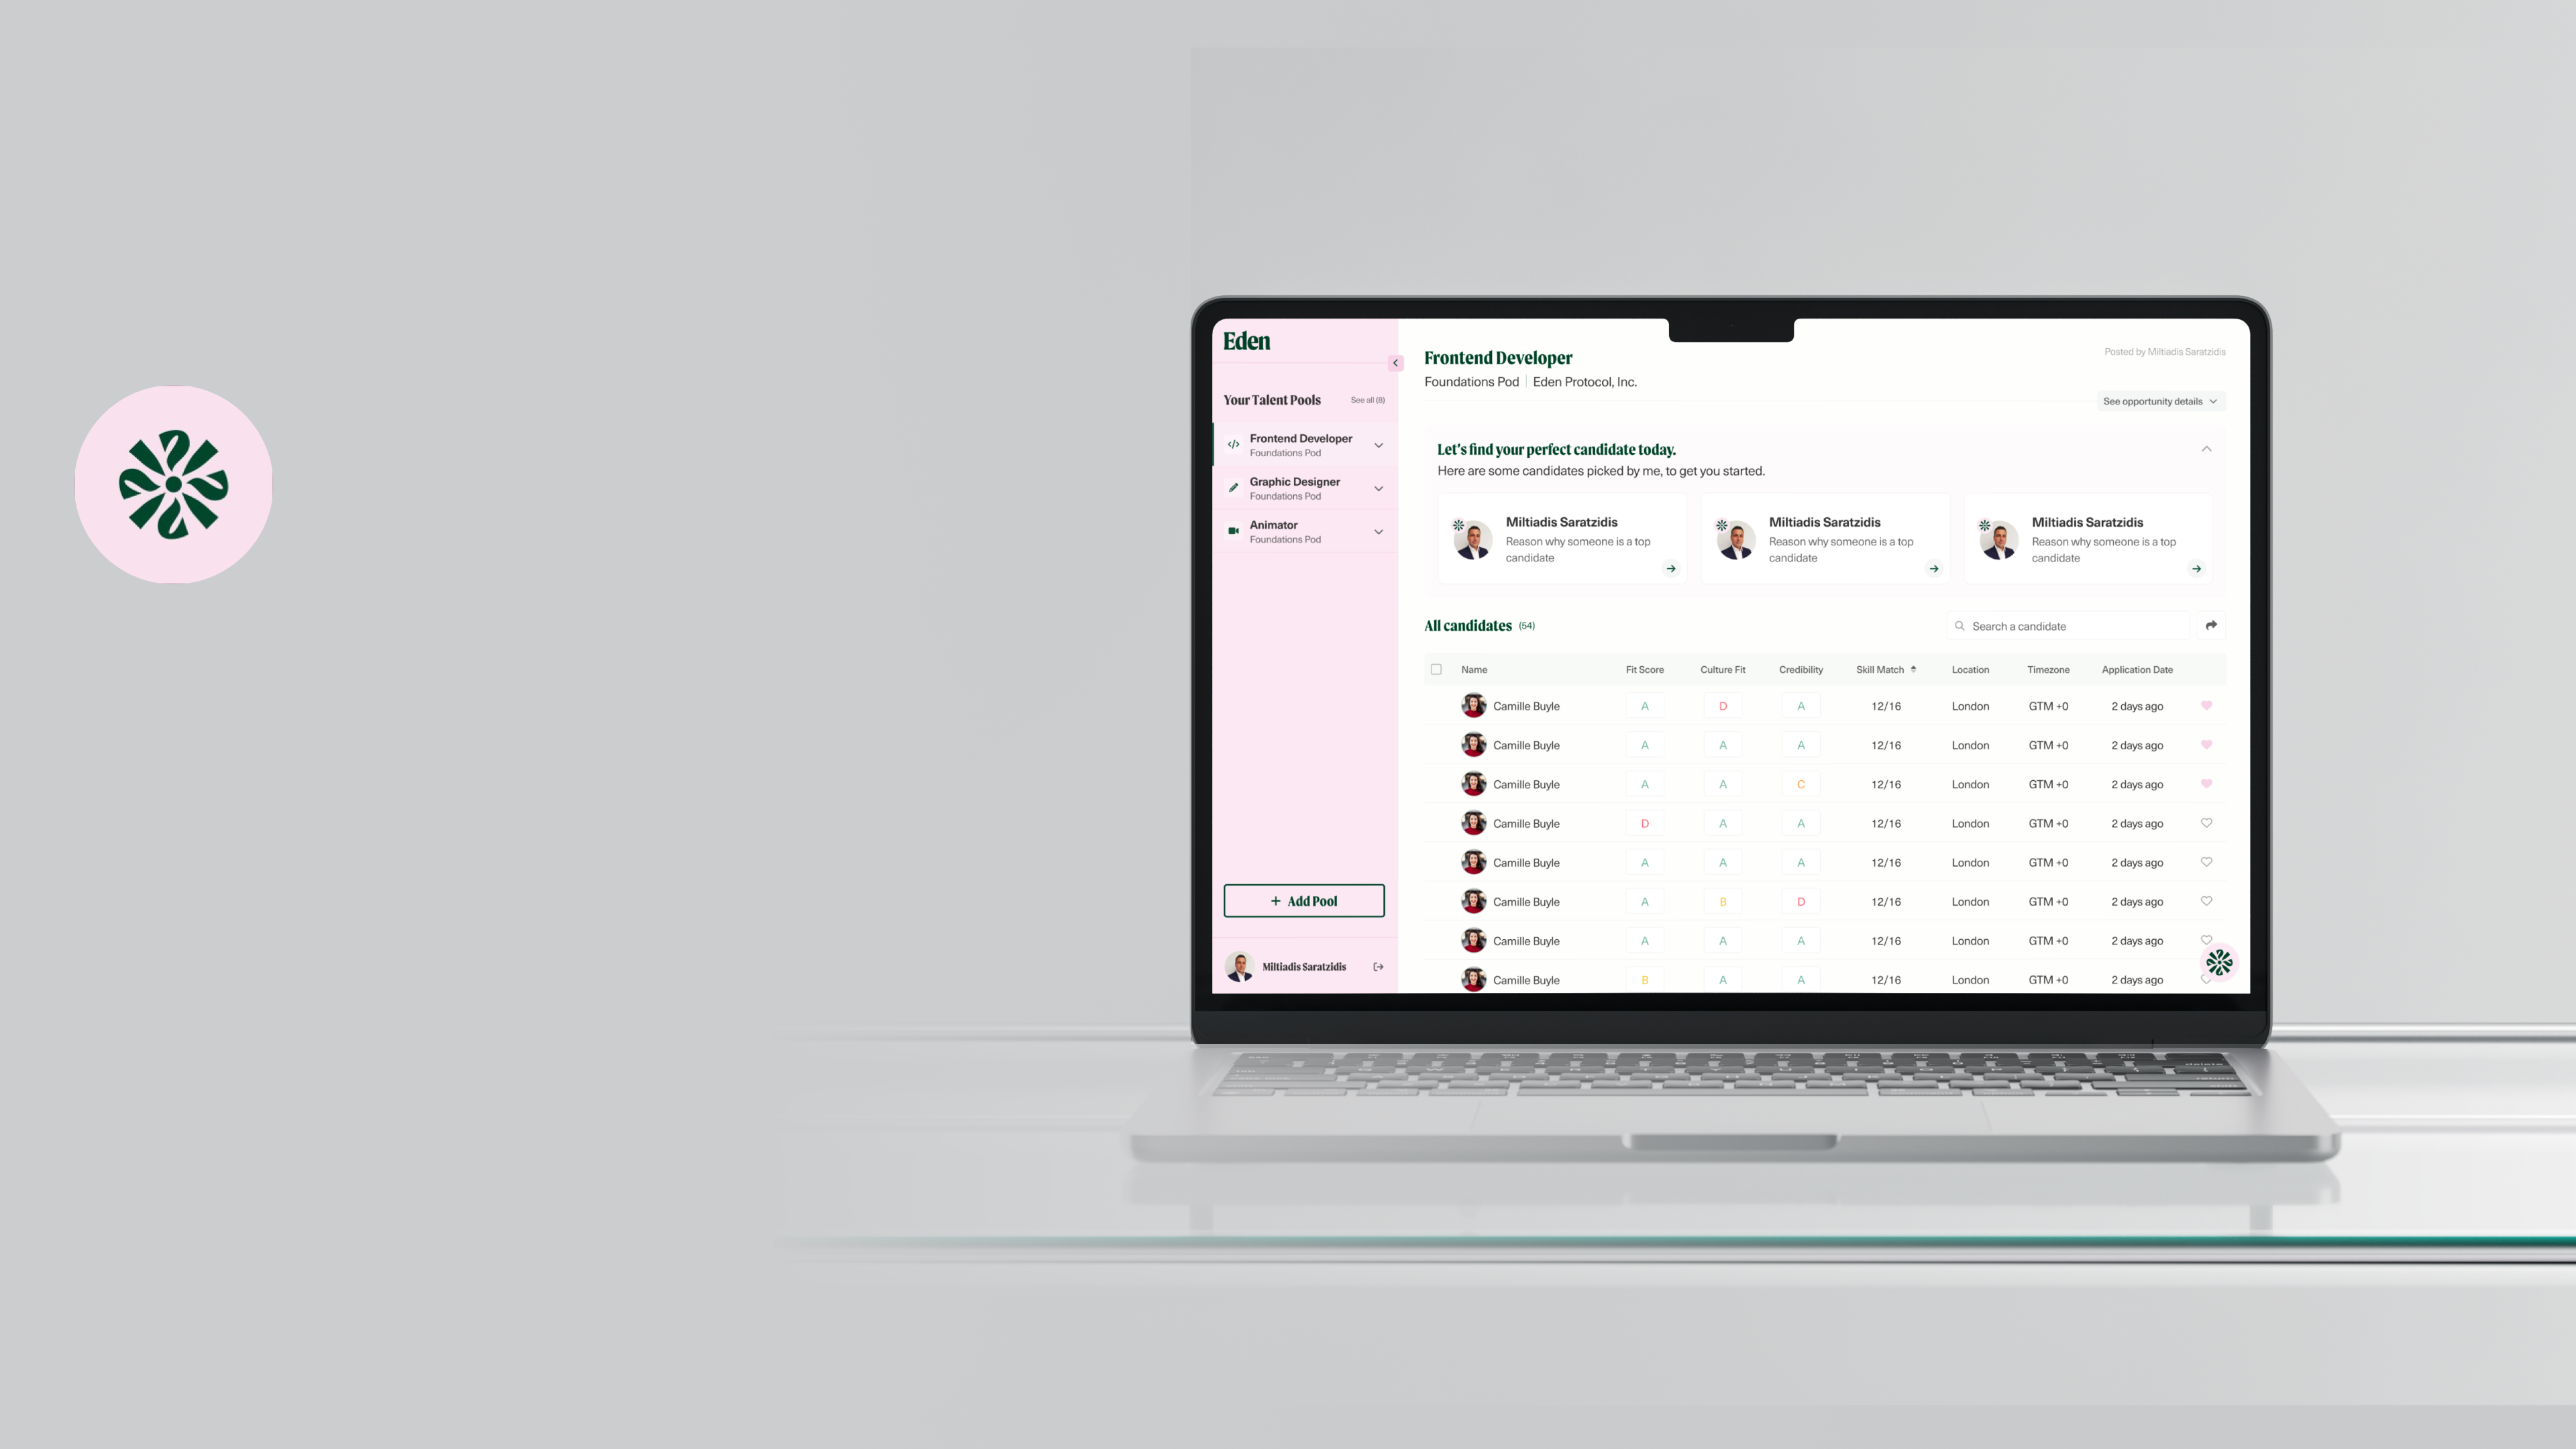 Eden
Your Talent Pools See all (8)
Frontend Developer
Foundations Pod
Graphic Designer
Foundations Pod
Animator
Foundations Pod
+ Add Pool
Miltiadis Saratzidis
Frontend Developer
Foundations Pod | Eden Protocol, Inc.
Posted by Miltiadis Saratzidis
See opportunity details
Let's find your perfect candidate today.
Here are some candidates picked by me, to get you started.
Miltiadis Saratzidis
Reason why someone is a top
candidate
Miltiadis Saratzidis
Reason why someone is a top
candidate
Miltiadis Saratzidis
Reason why someone is a top
candidate
All candidates (54)
Search a candidate
Name Fit Score Culture Fit Credibility Skill Match Location Timezone Application Date
Camille Buyle A D A 12/16 London GTM +0 2 days ago
Camille Buyle A A A 12/16 London GTM +0 2 days ago
Camille Buyle A A C 12/16 London GTM +0 2 days ago
Camille Buyle D A A 12/16 London GTM +0 2 days ago
Camille Buyle A A A 12/16 London GTM +0 2 days ago
Camille Buyle A B D 12/16 London GTM +0 2 days ago
Camille Buyle A A A 12/16 London GTM +0 2 days ago
Camille Buyle B A A 12/16 London GTM +0 2 days ago
delete